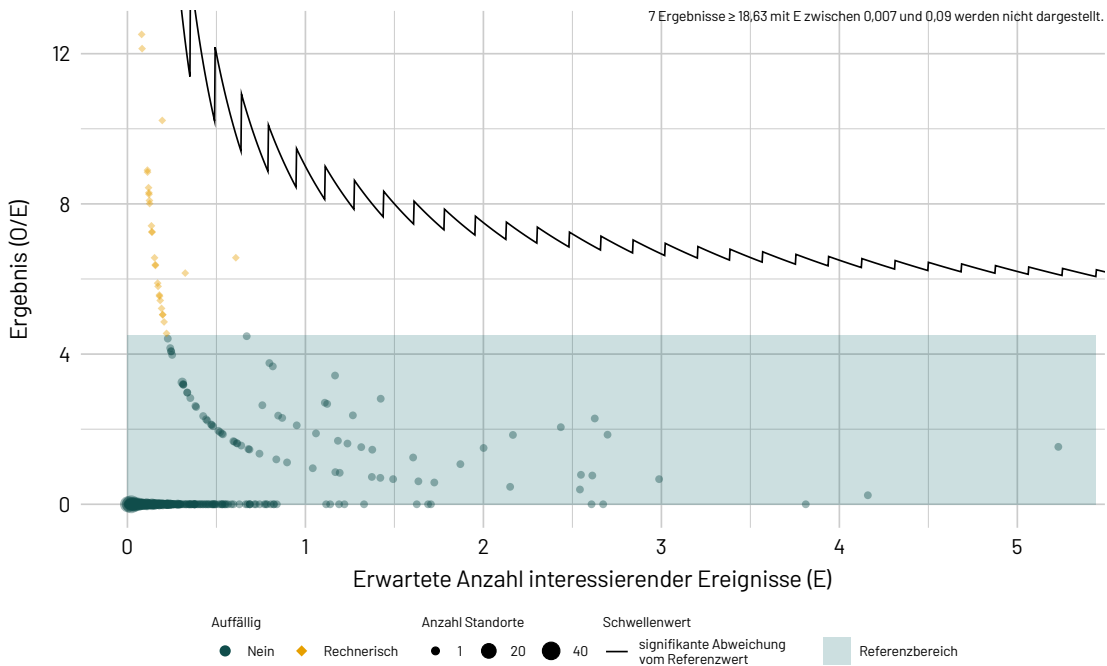 7 Ergebnisse ≥ 18,63 mit E zwischen 0,007 und 0,09 werden nicht dargestellt.
12
8
4
0
Ergebnis (O/E)
0 1 2 3 4 5
Erwartete Anzahl interessierender Ereignisse (E)
Auffällig Anzahl Standorte Schwellenwert
Nein Rechnerisch 1 20 40 signifikante Abweichung
vom Referenzwert
Referenzbereich